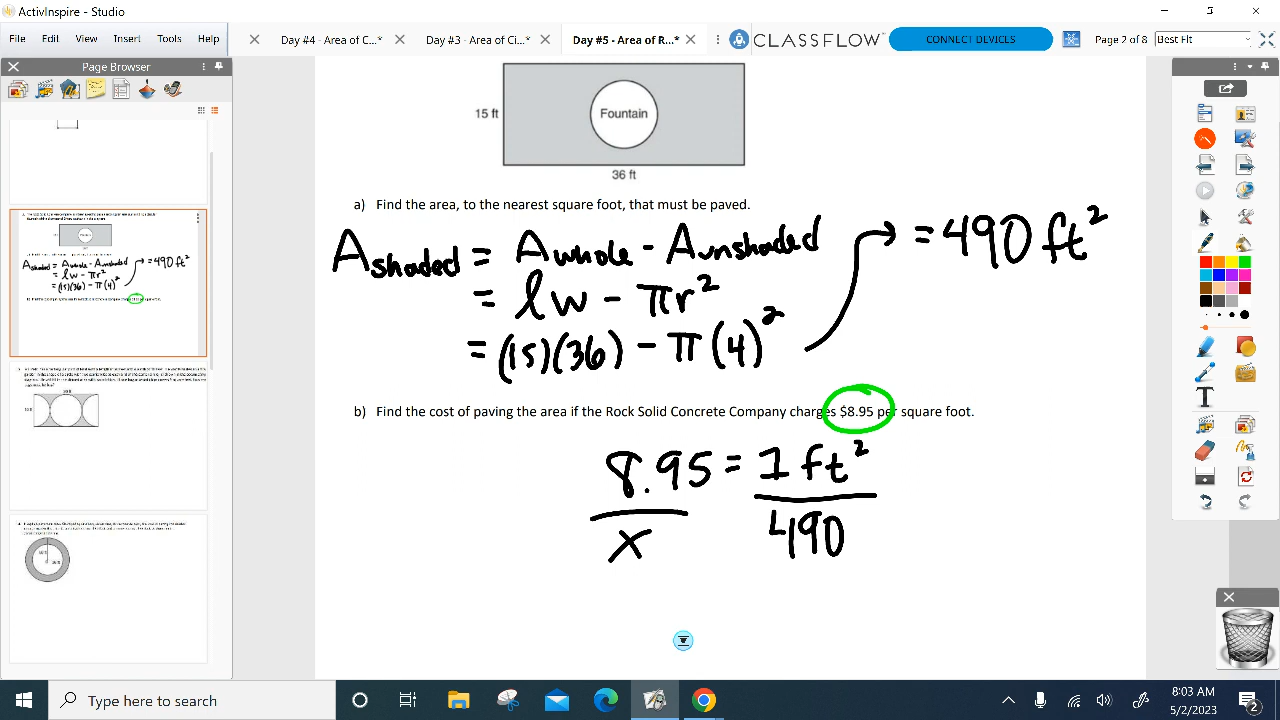 ActivInspire - Studio
File Edit View Insert Tools Help
Day #4 - Area of C...*
Day #3 - Area of Ci...*
Day #5 - Area of R...*
CLASSFLOW
CONNECT DEVICES
Page 2 of 8
Best Fit
Page Browser
15 ft
Fountain
36 ft
a) Find the area, to the nearest square foot, that must be paved.
A shaded = A whole - A unshaded
= lw - πr²
= (15)(36) - π(4)²
= 490 ft²
b) Find the cost of paving the area if the Rock Solid Concrete Company charges $8.95 per square foot.
8.95 = 1 ft²
x 490
Type here to search
8:03 AM
5/2/2023
2